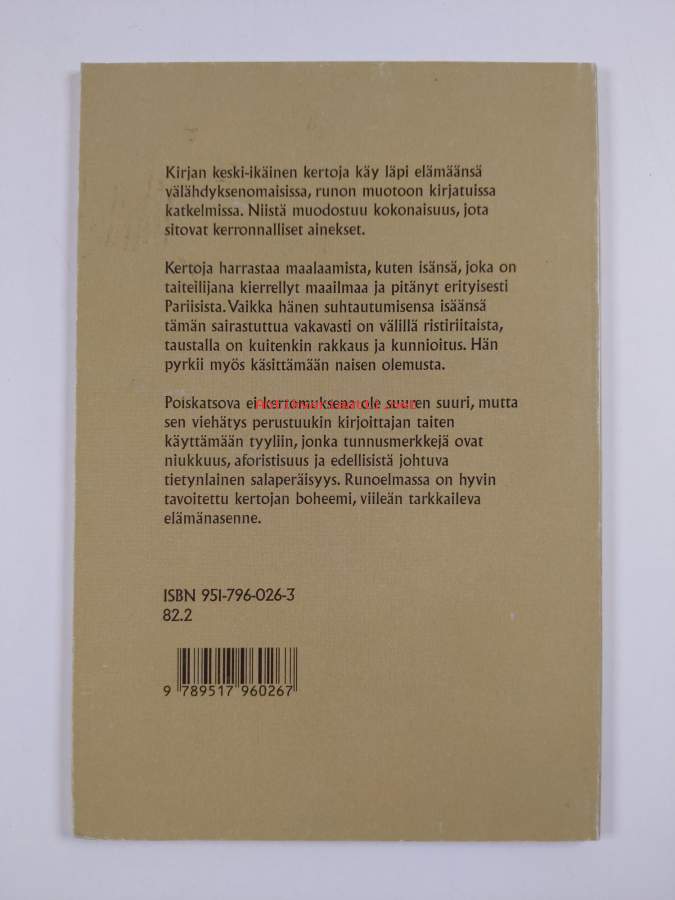 Kirjan keski-ikäinen kertoja käy läpi elämäänsä
välähdyksenomaisissa, runon muotoon kirjatuissa
katkelmissa. Niistä muodostuu kokonaisuus, jota
sitovat kerronnalliset ainekset.
Kertoja harrastaa maalaamista, kuten isänsä, joka on
taiteilijana kierrellyt maailmaa ja pitänyt erityisesti
Pariisista. Vaikka hänen suhtautumisensa isäänsä
tämän sairastuttua vakavasti on välillä ristiriitaista,
taustalla on kuitenkin rakkaus ja kunnioitus. Hän
pyrkii myös käsittämään naisen olemusta.
Poiskatsova ei kertomuksena ole suuren suuri, mutta
sen viehätys perustuukin kirjoittajan taiten
käyttämään tyyliin, jonka tunnusmerkkejä ovat
niukkuus, aforistisuus ja edellisistä johtuva
tietynlainen salaperäisyys. Runoelmassa on hyvin
tavoitettu kertojan boheemi, viileän tarkkaileva
elämänasenne.
ISBN 951-796-026-3
82.2
9 789517 960267